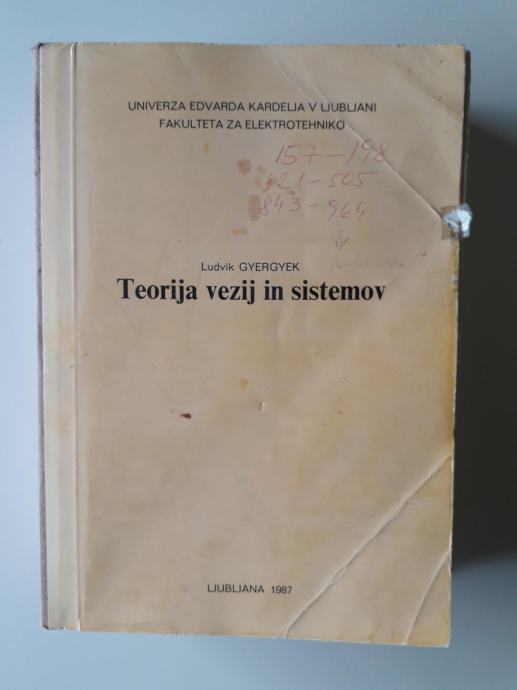 UNIVERZA EDVARDA KARDELJA V LJUBLJANI
FAKULTETA ZA ELEKTROTEHNIKO
157-198
421-505
843-964
Ludvik GYERGYEK
Teorija vezij in sistemov
LJUBLJANA 1987